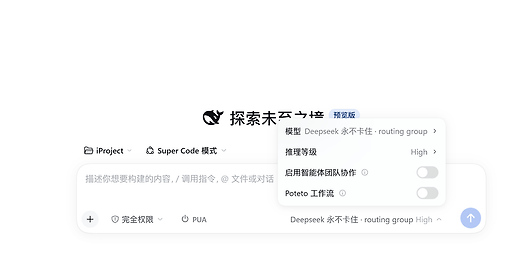 探索未至之境 预览版
模型 Deepseek 永不卡住 · routing group >
iProject Super Code 模式
推理等级 High >
描述你想要构建的内容, / 调用指令, @ 文件或对话
启用智能体团队协作
Poteto 工作流
+ 完全权限 PUA Deepseek 永不卡住 · routing group High